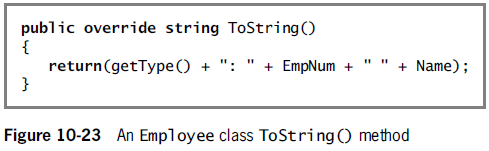 public override string ToString()
{
return(getType() + ": " + EmpNum + " " + Name);
}
Figure 10-23 An Employee class ToString() method